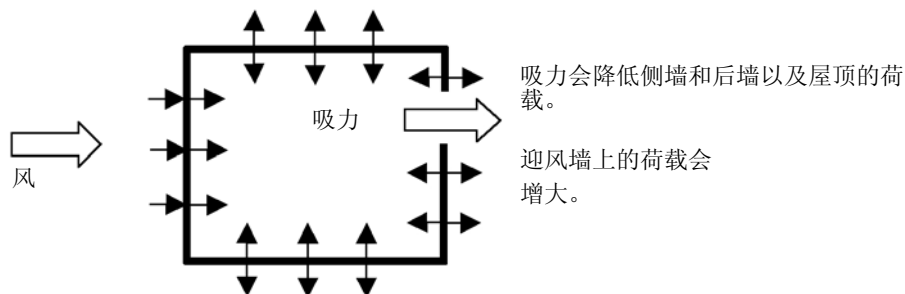 吸力会降低侧墙和后墙以及屋顶的荷
载。
吸力
迎风墙上的荷载会
增大。
风